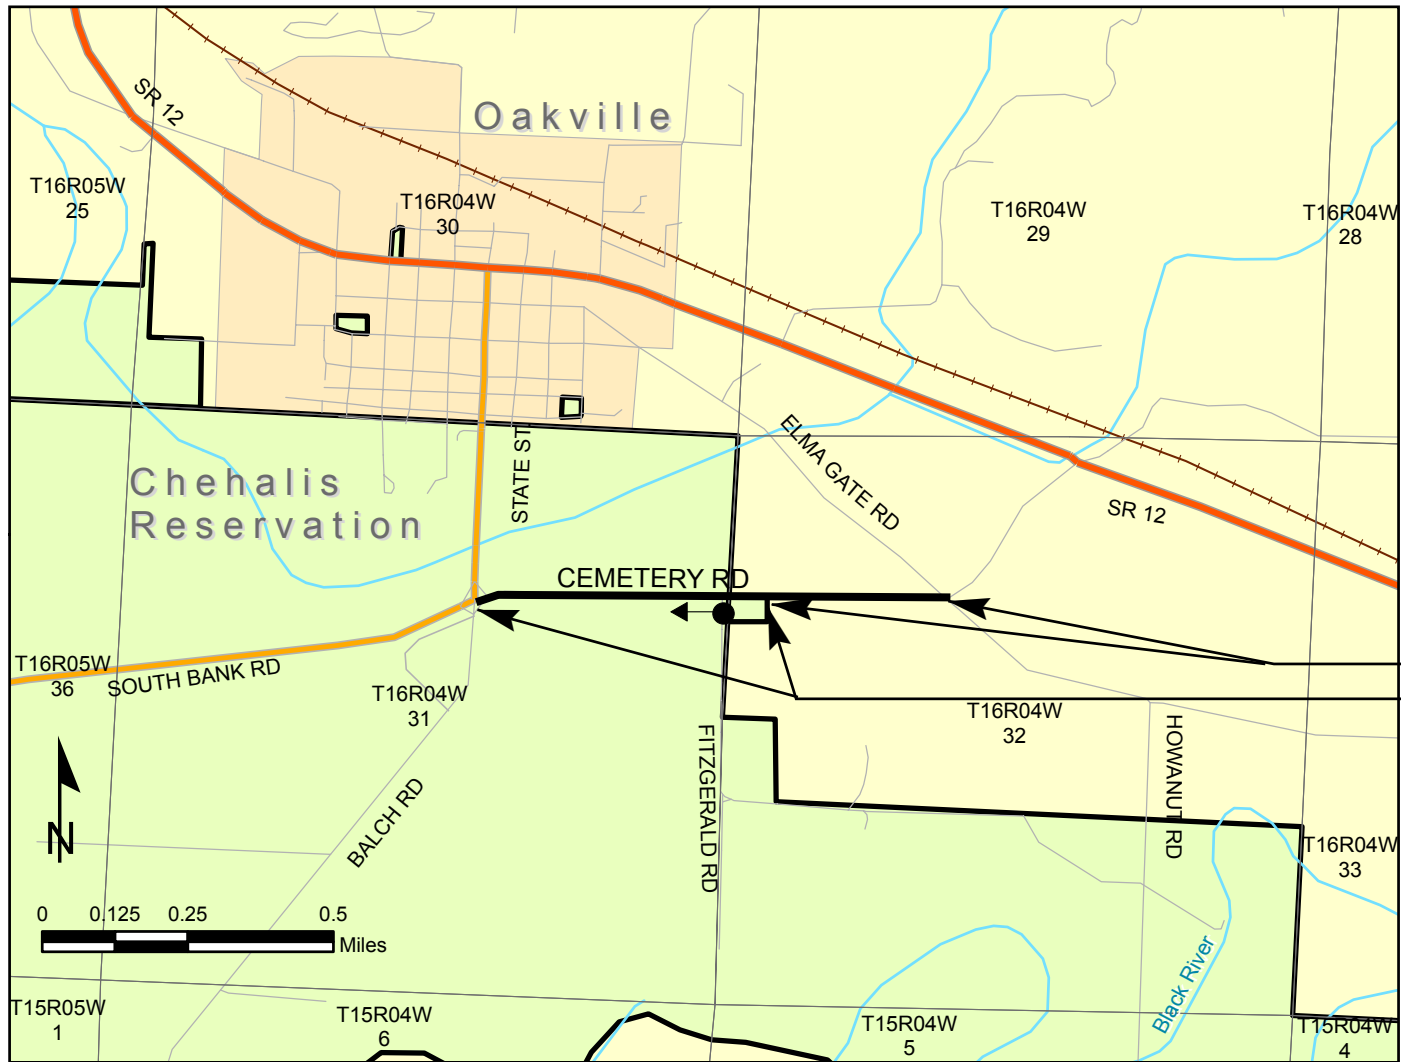 SR 12
Oakville
T16R05W
25
T16R04W
30
T16R04W
29
T16R04W
28
ELMA GATE RD
STATE ST
Chehalis
Reservation
SR 12
CEMETERY RD
T16R05W
36
SOUTH BANK RD
T16R04W
31
T16R04W
32
FITZGERALD RD
HOWANUT RD
BALCH RD
N
T16R04W
33
0 0.125 0.25 0.5
Miles
Black River
T15R05W
1
T15R04W
6
T15R04W
5
T15R04W
4